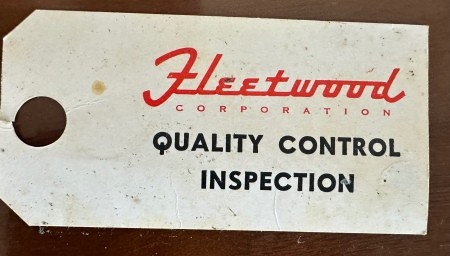 Fleetwood
CORPORATION
QUALITY CONTROL
INSPECTION